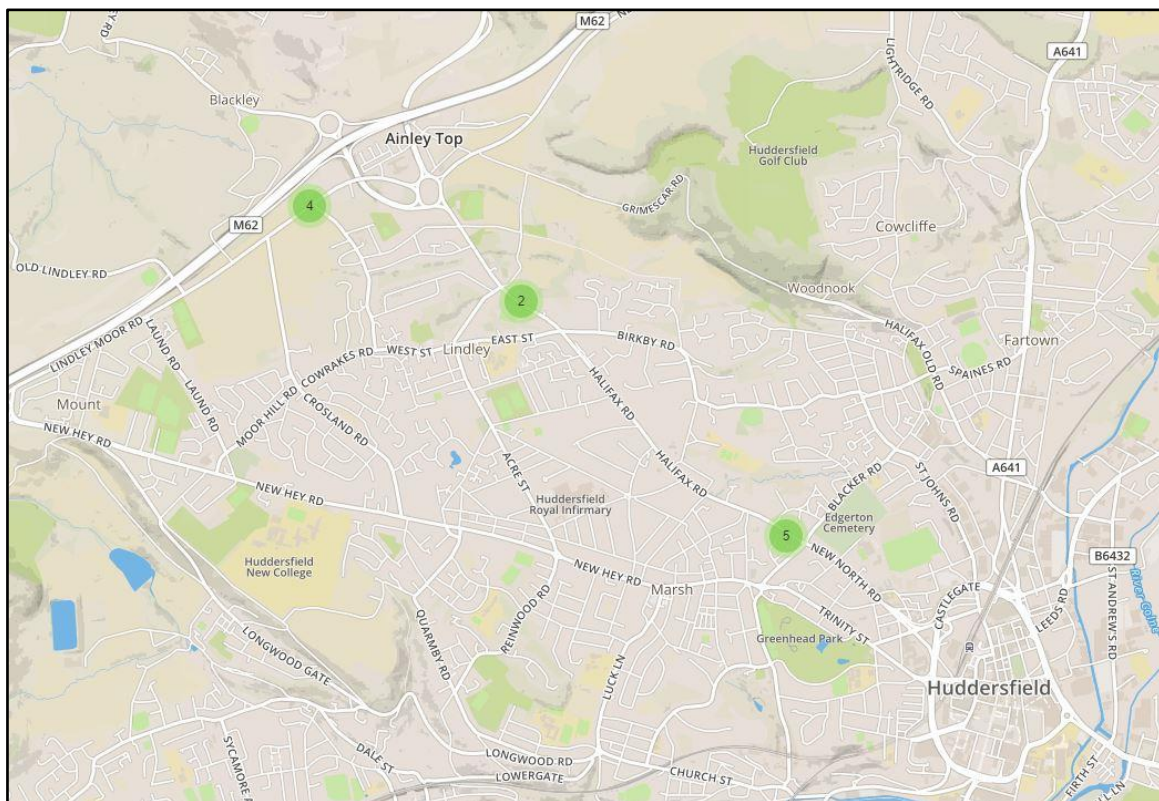 M62
A641
LIGHTRIDGE RD
Blackley
Ainley Top
Huddersfield
Golf Club
GRIMESCAR RD
4
M62
Cowcliffe
OLD LINDLEY RD
Woodnook
2
LINDLEY MOOR RD
LAUND RD
EAST ST
BIRKBY RD
HALIFAX OLD RD
Fartown
WEST ST
Lindley
COWRAKES RD
SPAINES RD
LAUND RD
HALIFAX RD
Mount
MOOR HILL RD
CROSLAND RD
NEW HEY RD
ACRE ST
HALIFAX RD
BLACKER RD
ST JOHNS RD
A641
NEW HEY RD
Huddersfield
Royal Infirmary
Edgerton
Cemetery
5
NEW NORTH RD
B6432
Huddersfield
New College
NEW HEY RD
Marsh
CASTLEGATE
LEEDS RD
ST ANDREW'S RD
River Colne
QUARMBY RD
REINWOOD RD
TRINITY ST
Greenhead Park
LONGWOOD GATE
LUCK LN
Huddersfield
SYCAMORE A
DALE ST
LONGWOOD RD
LOWERGATE
CHURCH ST
FIRTH ST